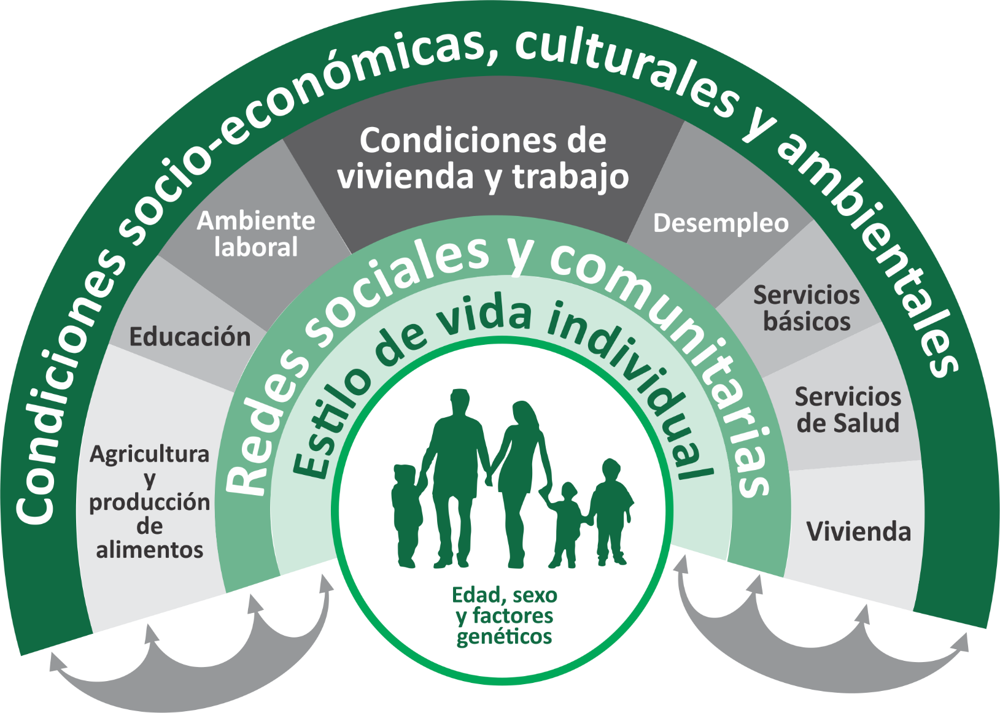 Condiciones socio-económicas, culturales y ambientales
Condiciones de
vivienda y trabajo
Ambiente
laboral
Desempleo
Educación
Servicios
básicos
Agricultura
y
producción
de
alimentos
Servicios
de Salud
Vivienda
Redes sociales y comunitarias
Estilo de vida individual
Edad, sexo
y factores
genéticos